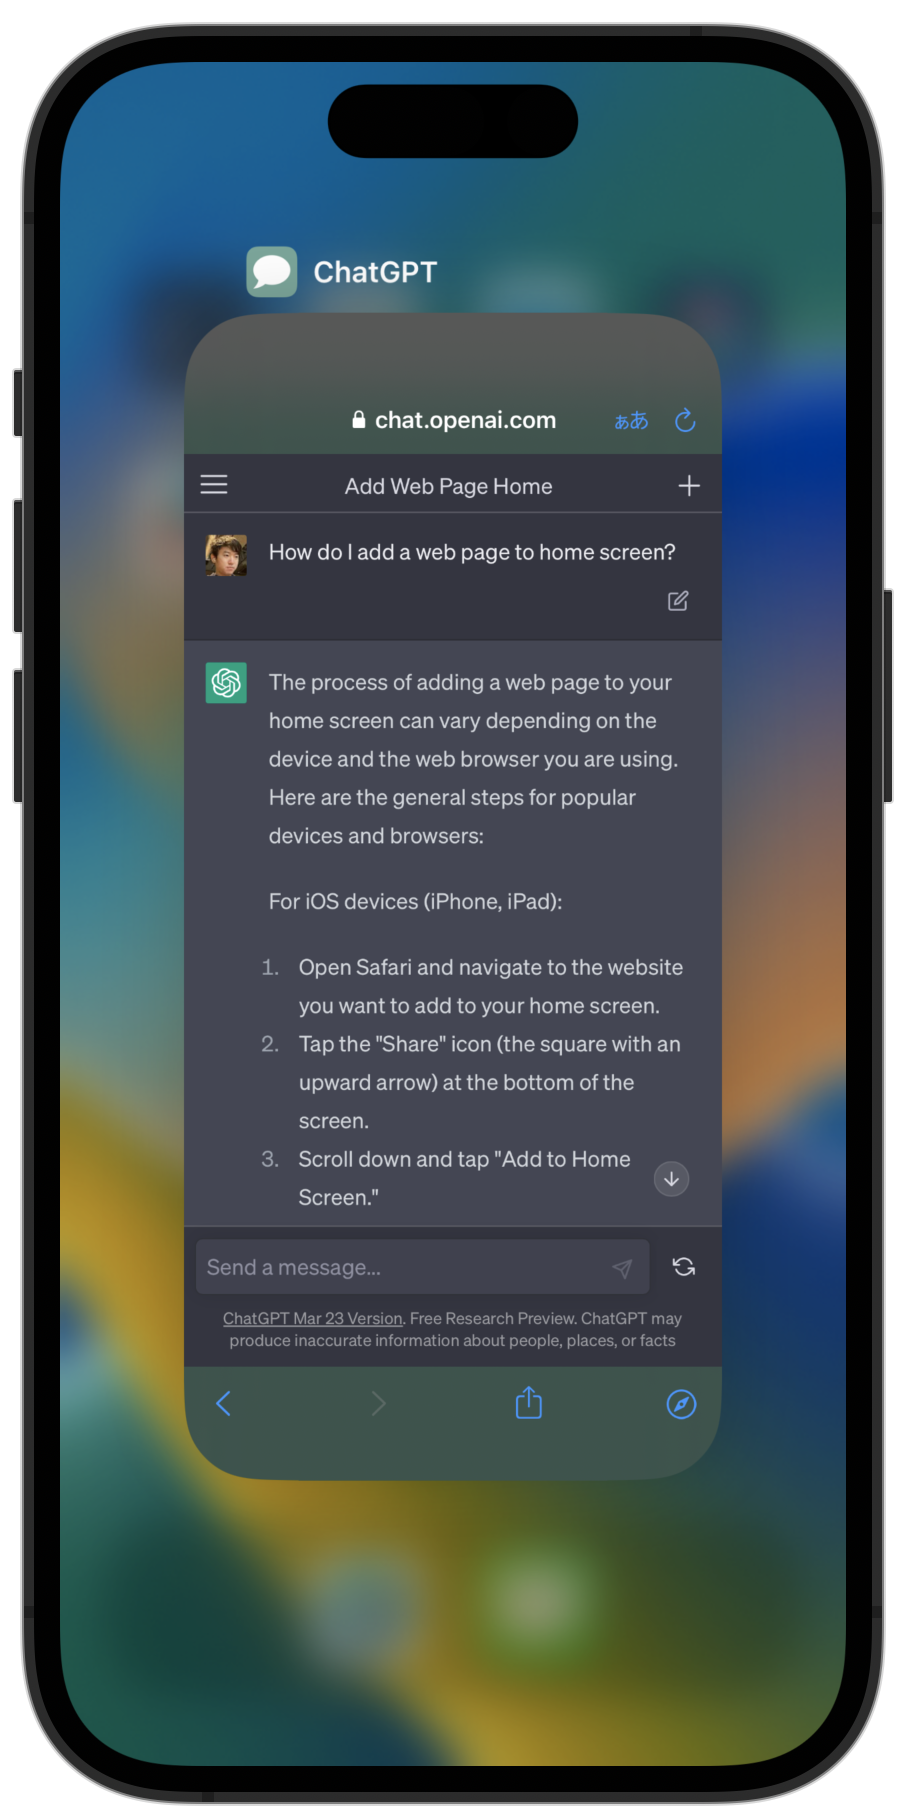 ChatGPT
chat.openai.com
ぁあ
Add Web Page Home
How do I add a web page to home screen?
The process of adding a web page to your
home screen can vary depending on the
device and the web browser you are using.
Here are the general steps for popular
devices and browsers:
For iOS devices (iPhone, iPad):
1. Open Safari and navigate to the website
you want to add to your home screen.
2. Tap the "Share" icon (the square with an
upward arrow) at the bottom of the
screen.
3. Scroll down and tap "Add to Home
Screen."
Send a message...
ChatGPT Mar 23 Version. Free Research Preview. ChatGPT may
produce inaccurate information about people, places, or facts